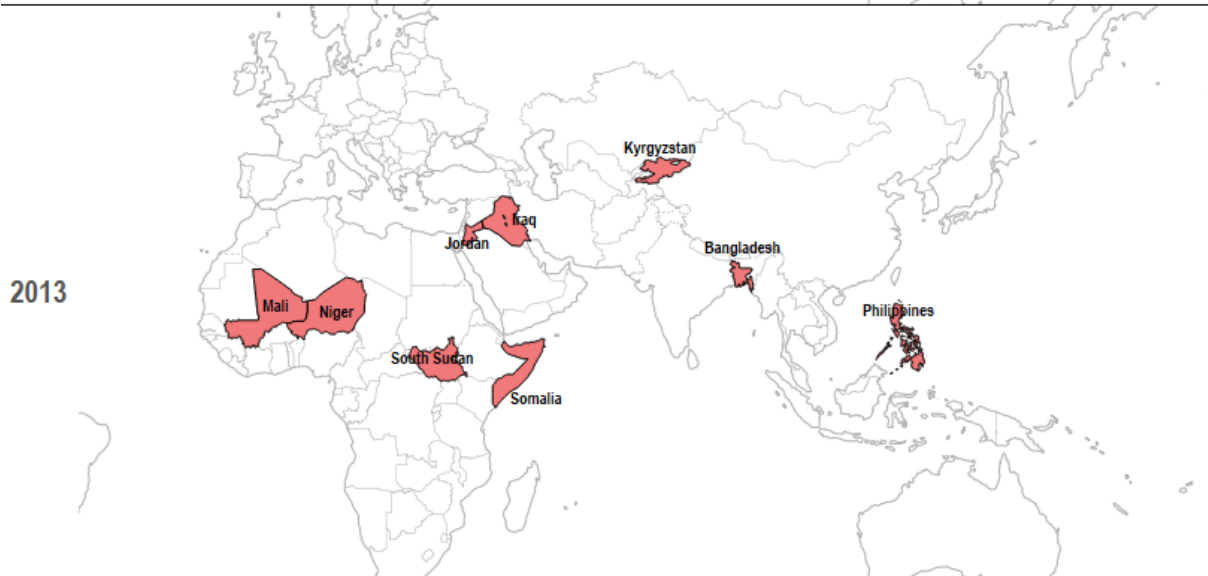 Kyrgyzstan
Iraq
Jordan
Bangladesh
2013
Mali
Niger
Philippines
South Sudan
Somalia